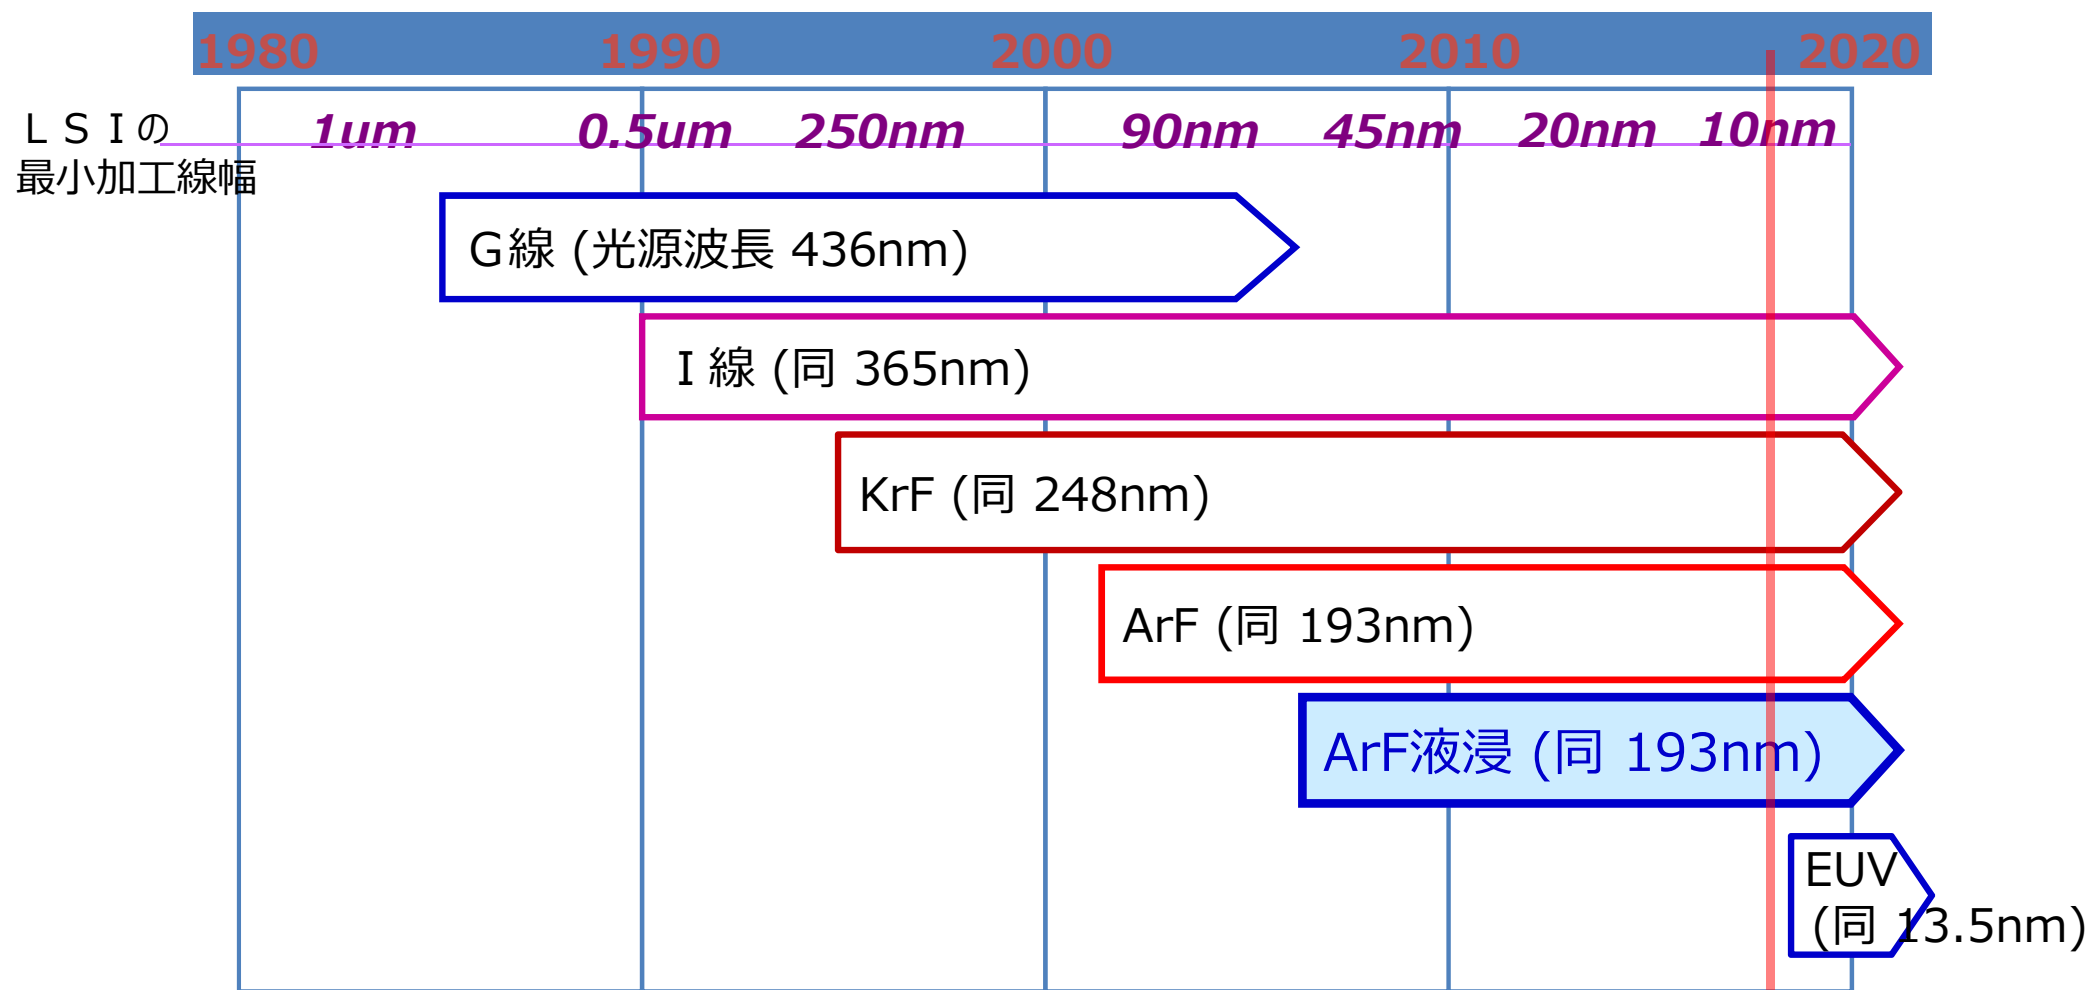 1980 1990 2000 2010 2020
ＬＳＩの
最小加工線幅
1um 0.5um 250nm 90nm 45nm 20nm 10nm
Ｇ線 (光源波長 436nm)
Ｉ線 (同 365nm)
KrF (同 248nm)
ArF (同 193nm)
ArF液浸 (同 193nm)
EUV
(同 13.5nm)